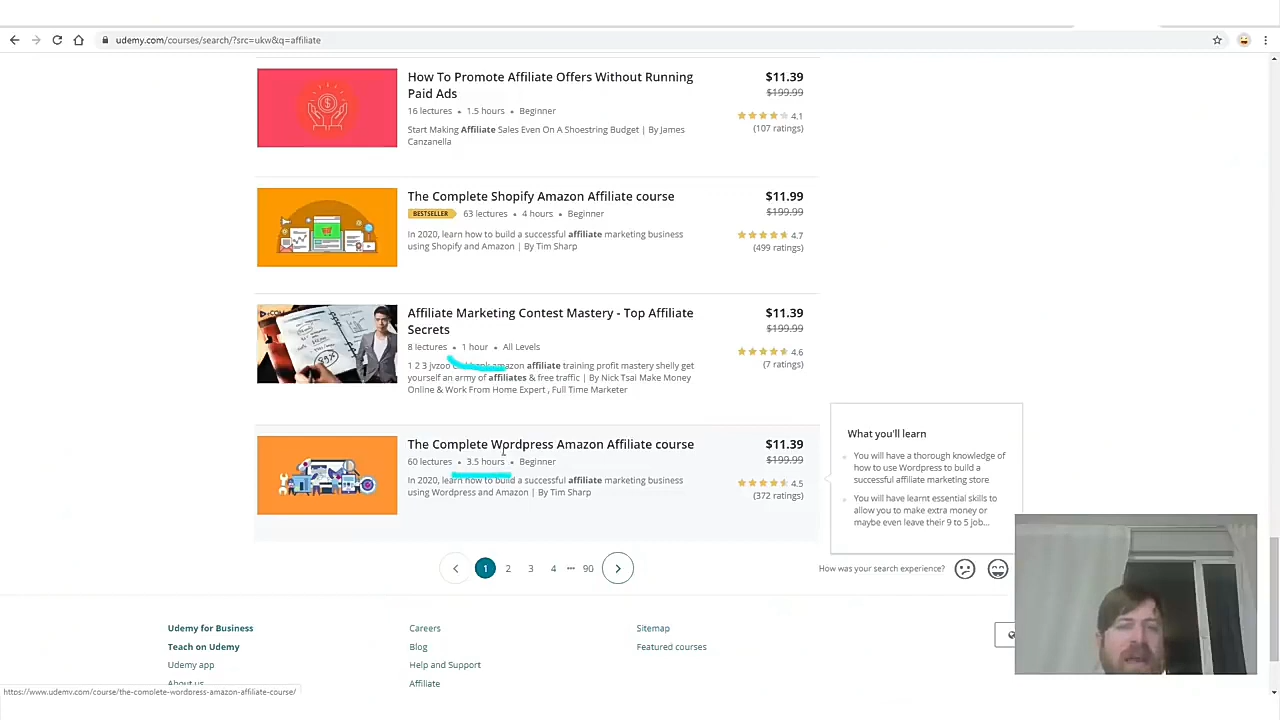 udemy.com/courses/search/?src=ukw&q=affiliate
How To Promote Affiliate Offers Without Running
Paid Ads
$11.39
$199.99
16 lectures • 1.5 hours • Beginner
4.1
(107 ratings)
Start Making Affiliate Sales Even On A Shoestring Budget | By James
Canzanella
The Complete Shopify Amazon Affiliate course
$11.99
$199.99
BESTSELLER 63 lectures • 4 hours • Beginner
4.7
(499 ratings)
In 2020, learn how to build a successful affiliate marketing business
using Shopify and Amazon | By Tim Sharp
Affiliate Marketing Contest Mastery - Top Affiliate
Secrets
$11.39
$199.99
8 lectures • 1 hour • All Levels
4.6
(7 ratings)
1 2 3 jvzoo amazon affiliate training profit mastery shelly get
yourself an army of affiliates & free traffic | By Nick Tsai Make Money
Online & Work From Home Expert , Full Time Marketer
The Complete Wordpress Amazon Affiliate course
$11.39
$199.99
60 lectures • 3.5 hours • Beginner
4.5
(372 ratings)
In 2020, learn how to build a successful affiliate marketing business
using Wordpress and Amazon | By Tim Sharp
What you'll learn
You will have a thorough knowledge of
how to use Wordpress to build a
successful affiliate marketing store
You will have learnt essential skills to
allow you to make extra money or
maybe even leave their 9 to 5 job...
1 2 3 4 ••• 90
How was your search experience?
Udemy for Business
Teach on Udemy
Udemy app
About us
Careers
Blog
Help and Support
Affiliate
Sitemap
Featured courses
https://www.udemy.com/course/the-complete-wordpress-amazon-affiliate-course/